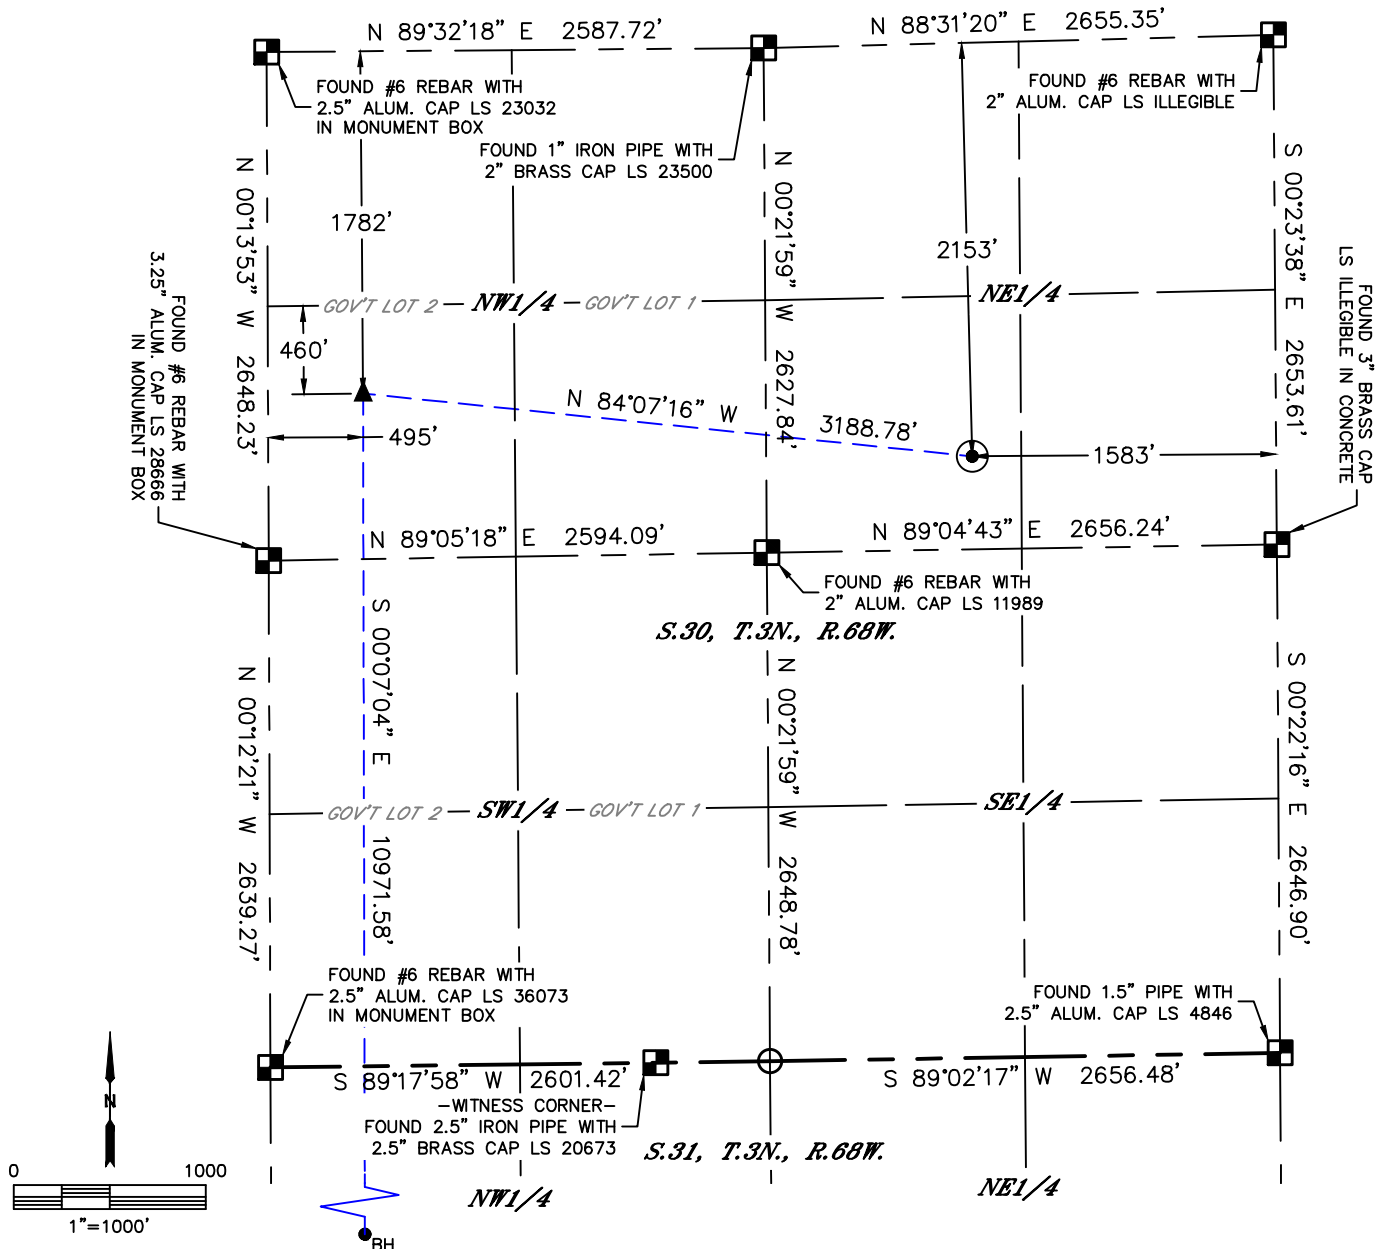 N 89°32'18" E 2587.72'
N 88°31'20" E 2655.35'
FOUND #6 REBAR WITH
2.5" ALUM. CAP LS 23032
IN MONUMENT BOX
FOUND #6 REBAR WITH
2" ALUM. CAP LS ILLEGIBLE
FOUND 1" IRON PIPE WITH
2" BRASS CAP LS 23500
N 00°13'53" W 2648.23'
1782'
N 00°21'59" W 2627.84'
2153'
S 00°23'38" E 2653.61'
FOUND 3" BRASS CAP
LS ILLEGIBLE IN CONCRETE
FOUND #6 REBAR WITH
3.25" ALUM. CAP LS 28666
IN MONUMENT BOX
GOV'T LOT 2 NW1/4 GOV'T LOT 1
NE1/4
460'
N 84°07'16" W 3188.78'
495'
1583'
N 89°05'18" E 2594.09'
N 89°04'43" E 2656.24'
FOUND #6 REBAR WITH
2" ALUM. CAP LS 11989
S.30, T.3N., R.68W.
N 00°12'21" W 2639.27'
S 00°07'04" E 10971.58'
N 00°21'59" W 2648.78'
S 00°22'16" E 2646.90'
GOV'T LOT 2 SW1/4 GOV'T LOT 1
SE1/4
FOUND #6 REBAR WITH
2.5" ALUM. CAP LS 36073
IN MONUMENT BOX
FOUND 1.5" PIPE WITH
2.5" ALUM. CAP LS 4846
S 89°17'58" W 2601.42'
S 89°02'17" W 2656.48'
-WITNESS CORNER-
FOUND 2.5" IRON PIPE WITH
2.5" BRASS CAP LS 20673
S.31, T.3N., R.68W.
NW1/4
NE1/4
N
0 1000
1"=1000'
BH